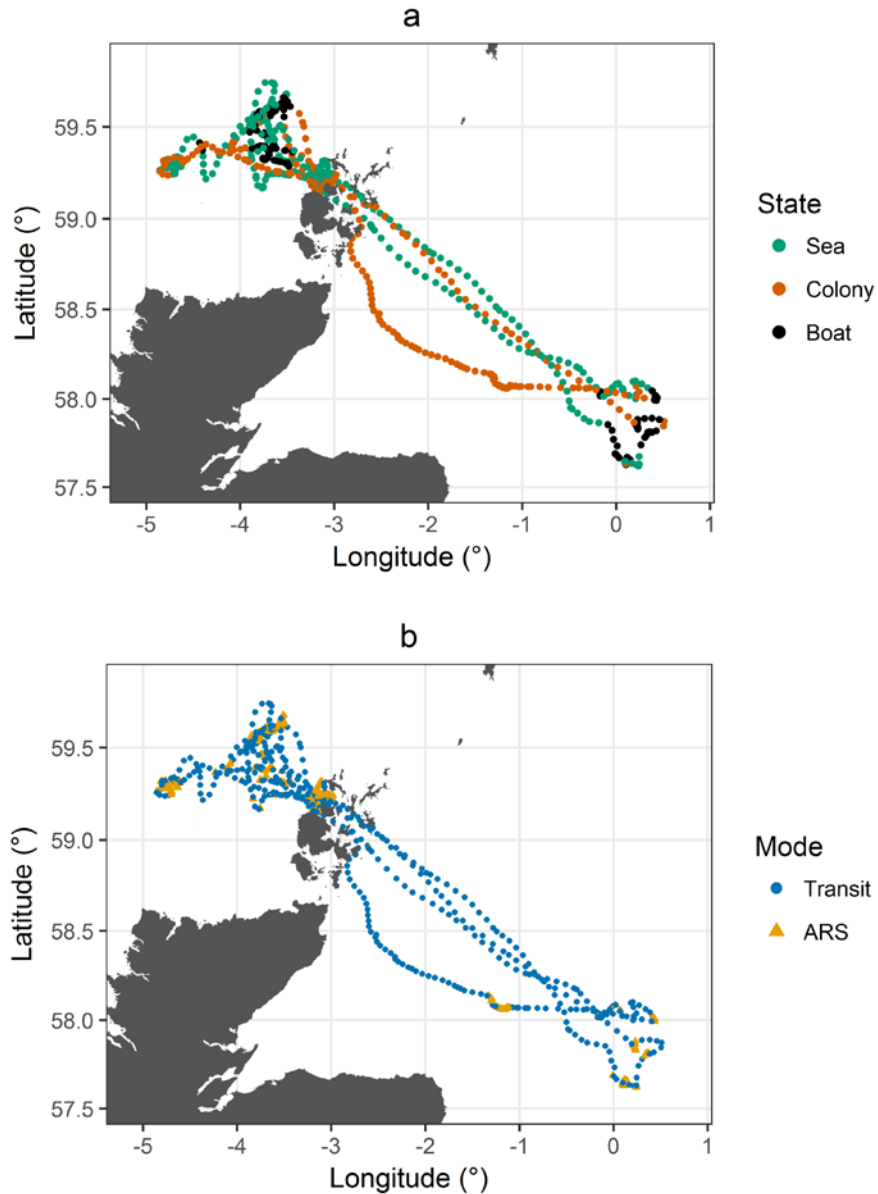 a
59.5
59.0
58.5
58.0
57.5
Latitude (°)
-5 -4 -3 -2 -1 0 1
Longitude (°)
State
Sea
Colony
Boat
b
59.5
59.0
58.5
58.0
57.5
Latitude (°)
-5 -4 -3 -2 -1 0 1
Longitude (°)
Mode
Transit
ARS